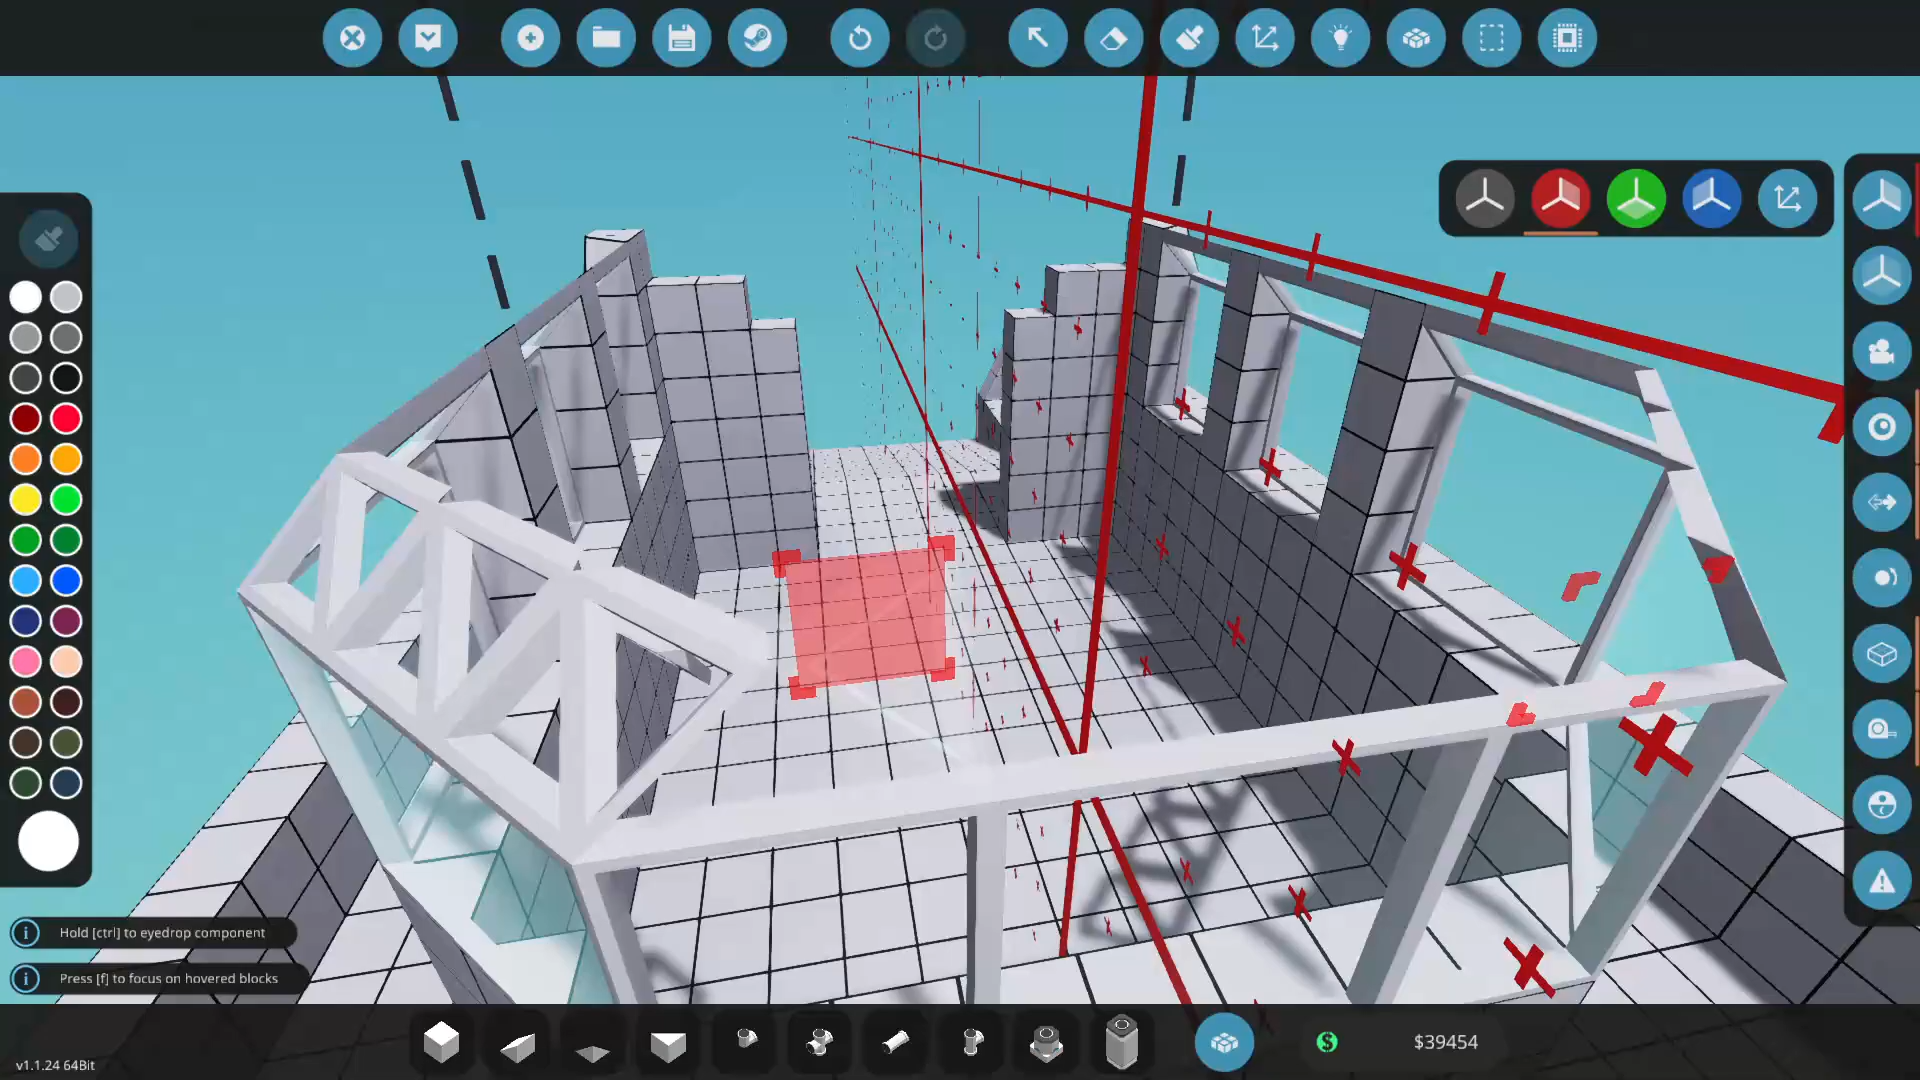 Hold [ctrl] to eyedrop component
Press [f] to focus on hovered blocks
v1.1.24 64Bit
$39454